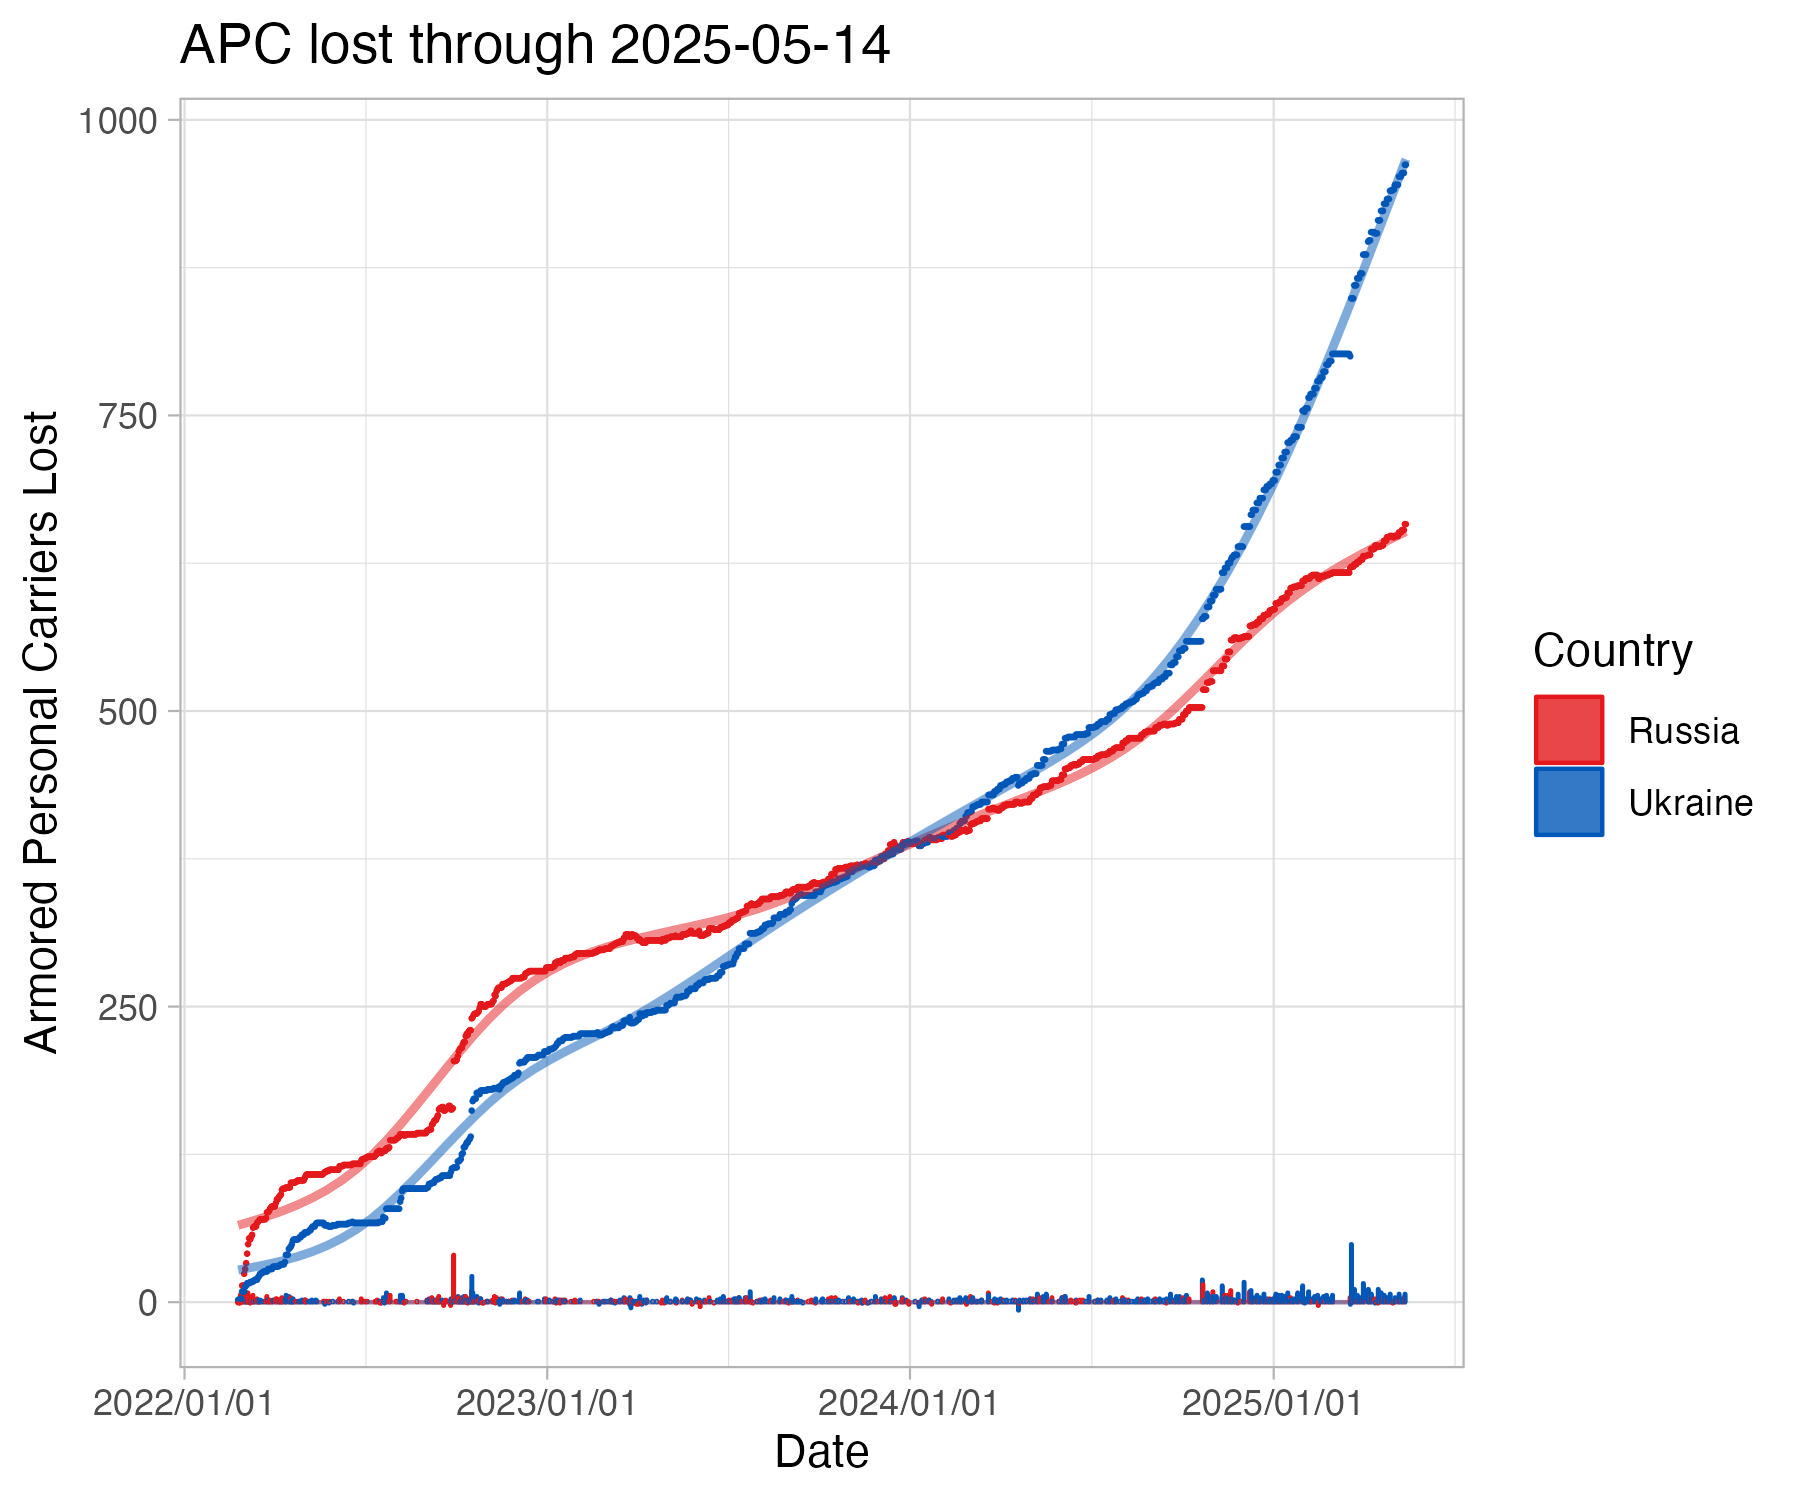 APC lost through 2025-05-14
Armored Personal Carriers Lost
1000
750
500
250
0
2022/01/01
2023/01/01
2024/01/01
2025/01/01
Date
Country
Russia
Ukraine